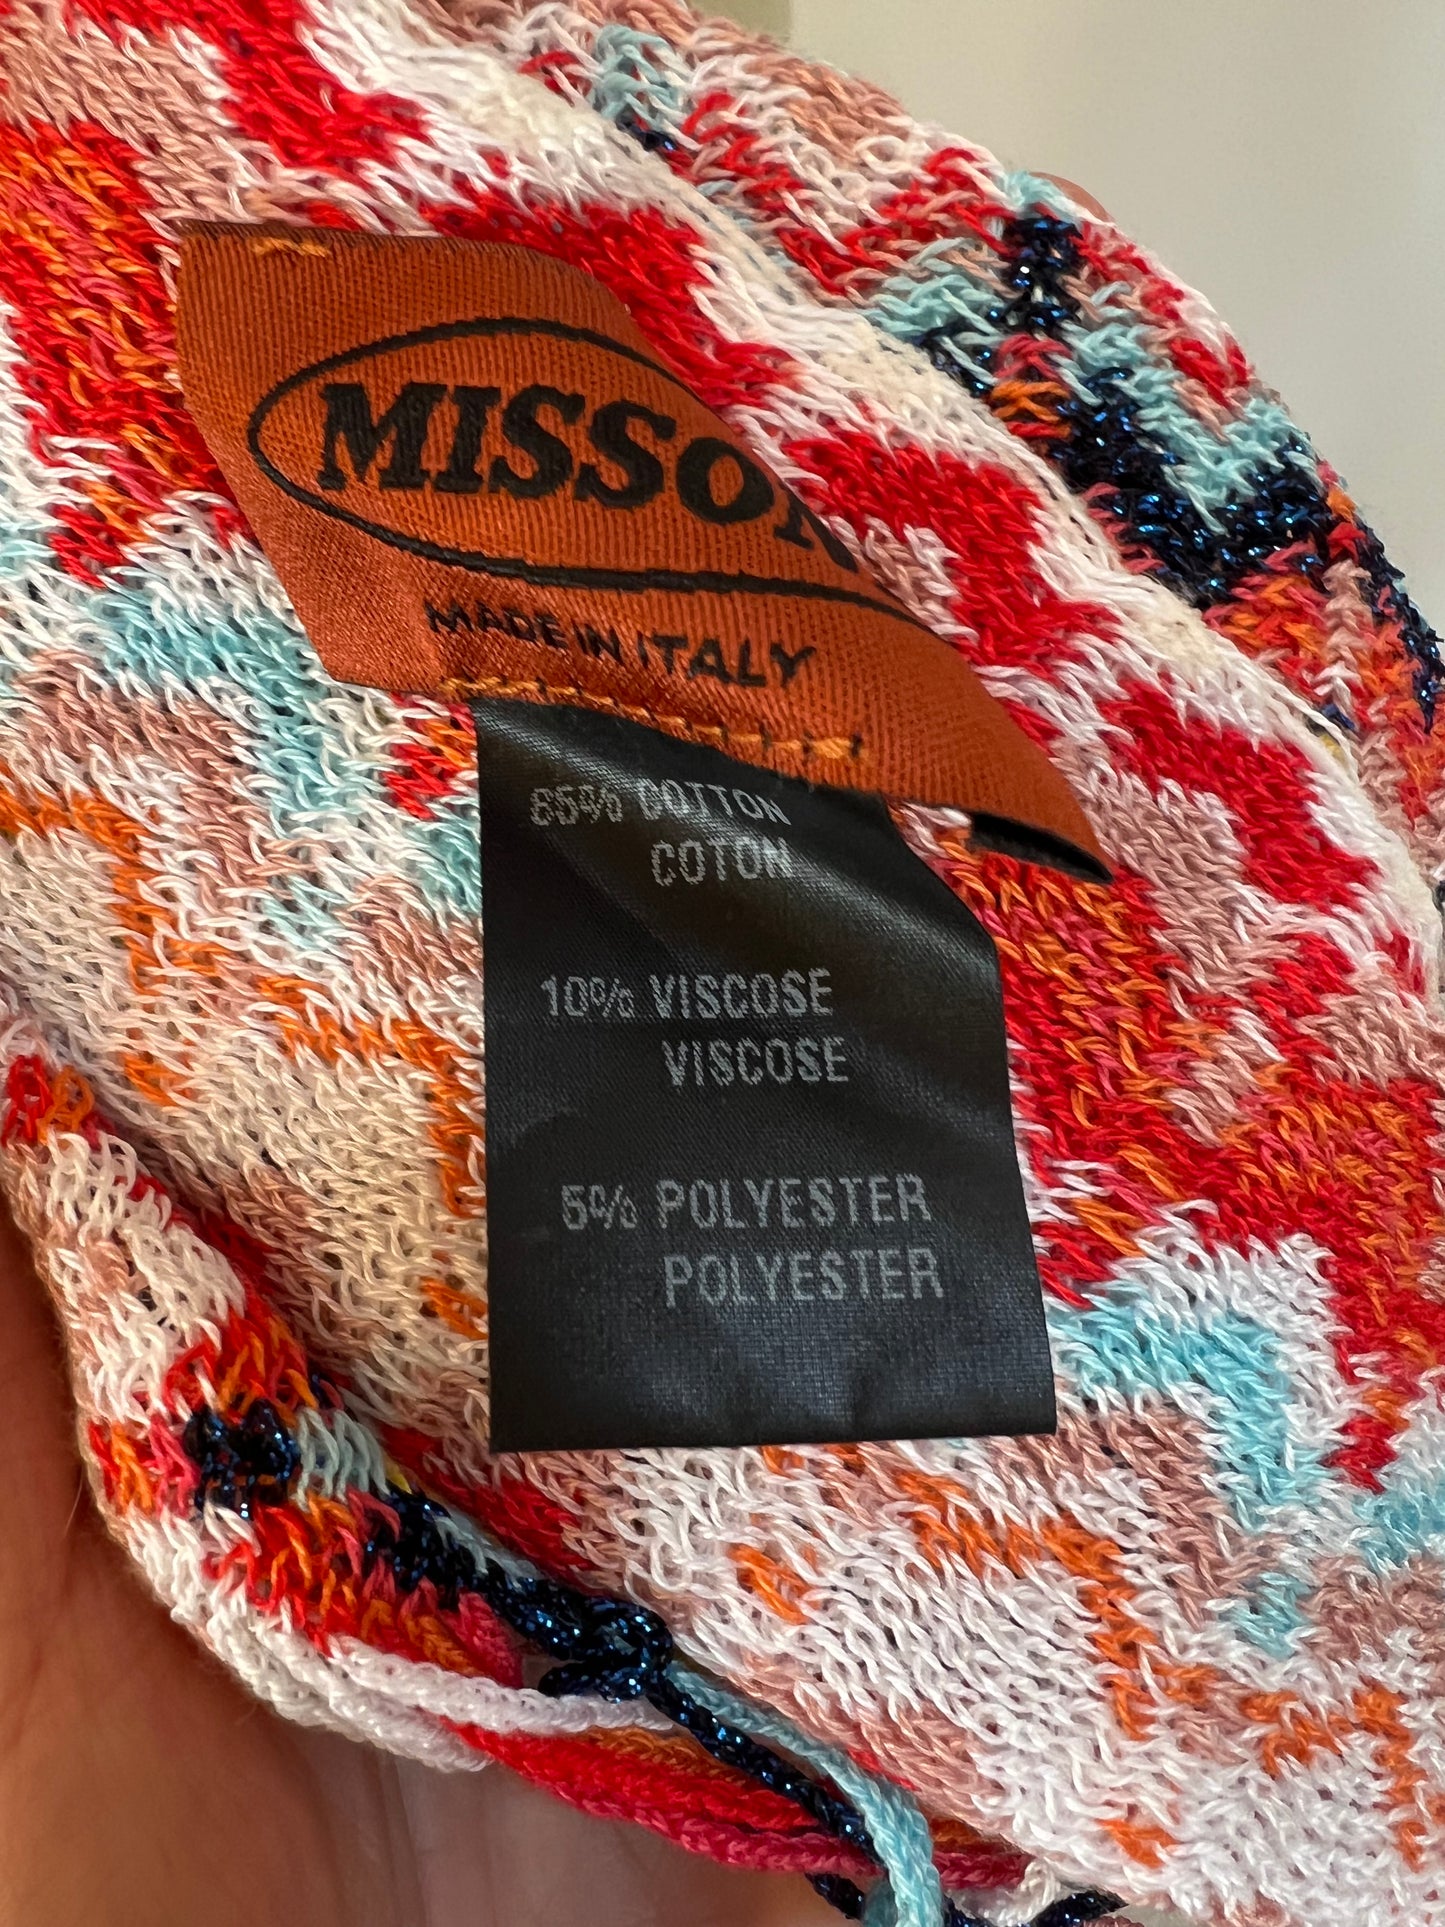 MISSON
MADE IN ITALY
85% COTTON
COTON
10% VISCOSE
VISCOSE
5% POLYESTER
POLYESTER